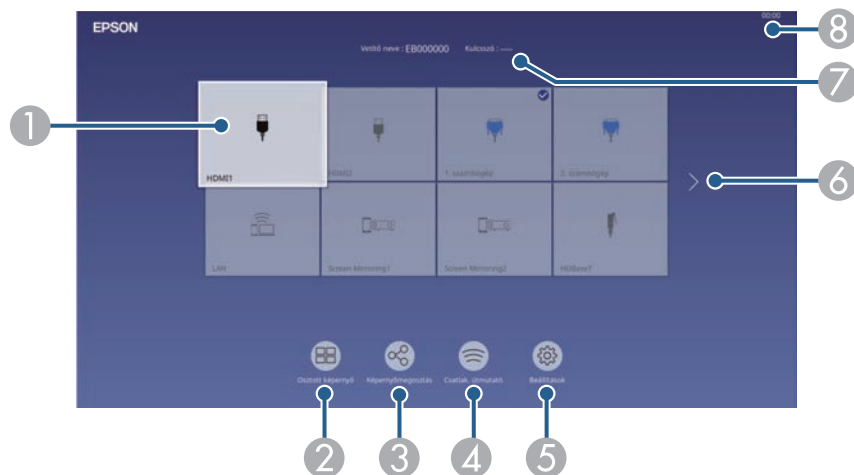 00:00
8
EPSON
Vetítő neve : EB000000 Kulcsszó : ----
7
1
HDMI1
HDMI2
1. számítógép
2. számítógép
6
LAN
Screen Mirroring1
Screen Mirroring2
HDBaseT
Osztott képernyő
Képernyőmegosztás
Csatlak. útmutató
Beállítások
2
3
4
5